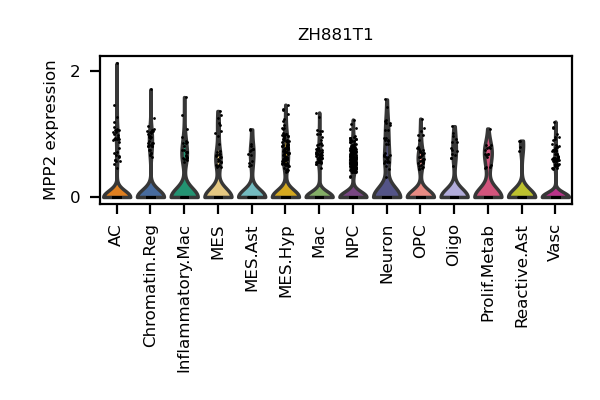 ZH881T1
MPP2 expression
2
0
AC
Chromatin.Reg
Inflammatory.Mac
MES
MES.Ast
MES.Hyp
Mac
NPC
Neuron
OPC
Oligo
Prolif.Metab
Reactive.Ast
Vasc